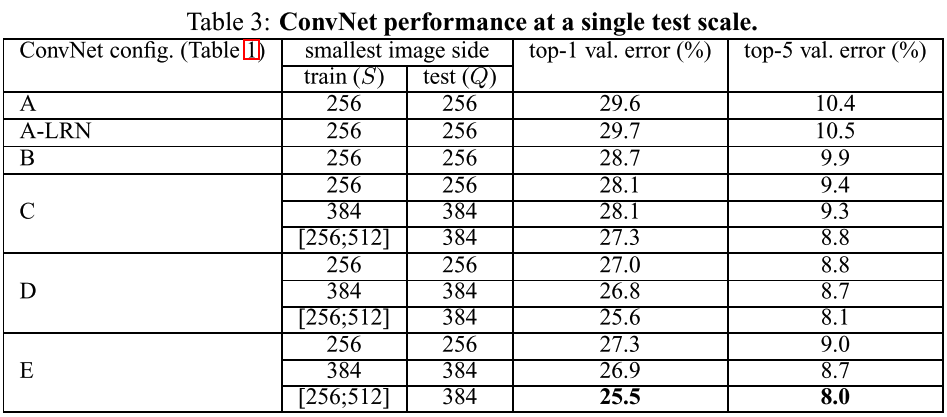 Table 3: ConvNet performance at a single test scale.
ConvNet config. (Table 1) smallest image side top-1 val. error (%) top-5 val. error (%)
train (S) test (Q)
A 256 256 29.6 10.4
A-LRN 256 256 29.7 10.5
B 256 256 28.7 9.9
256 256 28.1 9.4
C 384 384 28.1 9.3
[256;512] 384 27.3 8.8
256 256 27.0 8.8
D 384 384 26.8 8.7
[256;512] 384 25.6 8.1
256 256 27.3 9.0
E 384 384 26.9 8.7
[256;512] 384 25.5 8.0